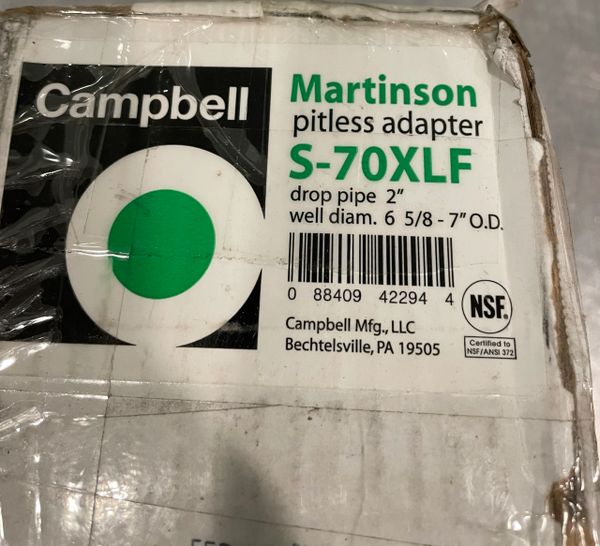 Campbell
Martinson
pitless adapter
S-70XLF
drop pipe 2"
well diam. 6 5/8 - 7" O.D.
0 88409 42294 4
NSF®
Campbell Mfg., LLC
Bechtelsville, PA 19505
Certified to
NSF/ANSI 372